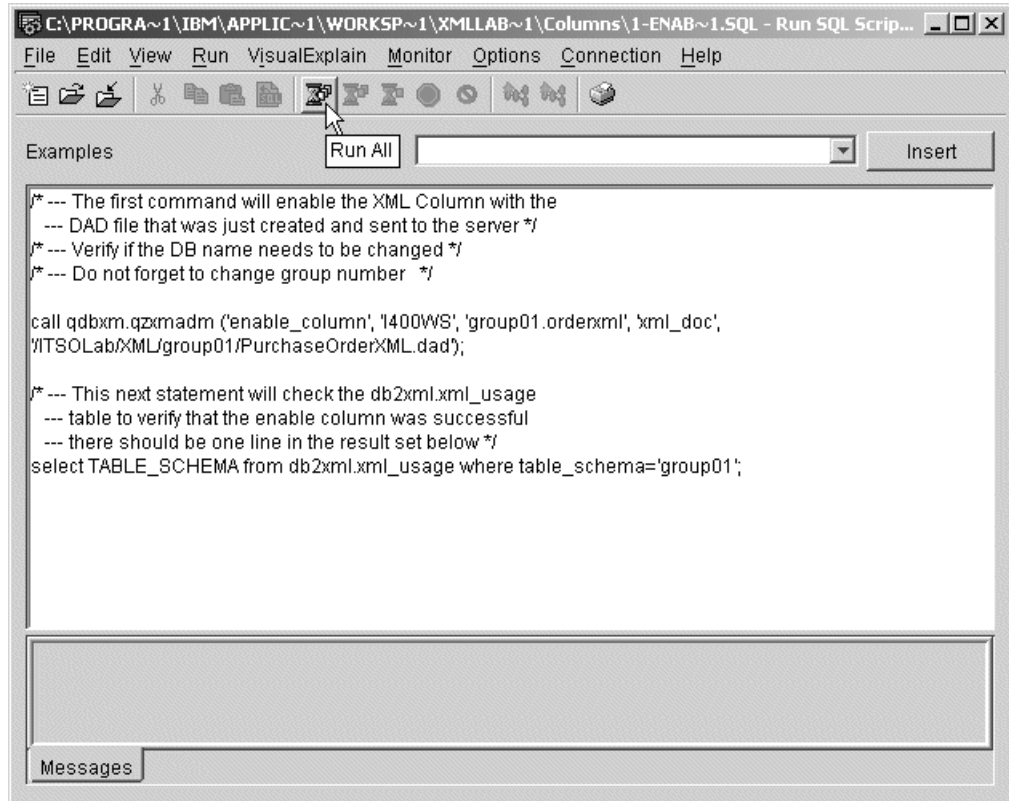 C:\PROGRA~1\IBM\APPLIC~1\WORKSP~1\XMLLAB~1\Columns\1-ENAB~1.SQL - Run SQL Scrip...
File Edit View Run VisualExplain Monitor Options Connection Help
Run All
Examples
Insert
/* --- The first command will enable the XML Column with the
--- DAD file that was just created and sent to the server */
/* --- Verify if the DB name needs to be changed */
/* --- Do not forget to change group number */
call qdbxm.qzxmadm ('enable_column', 'I400WS', 'group01.orderxml', 'xml_doc',
'/ITSOLab/XML/group01/PurchaseOrderXML.dad');
/* --- This next statement will check the db2xml.xml_usage
--- table to verify that the enable column was successful
--- there should be one line in the result set below */
select TABLE_SCHEMA from db2xml.xml_usage where table_schema='group01';
Messages